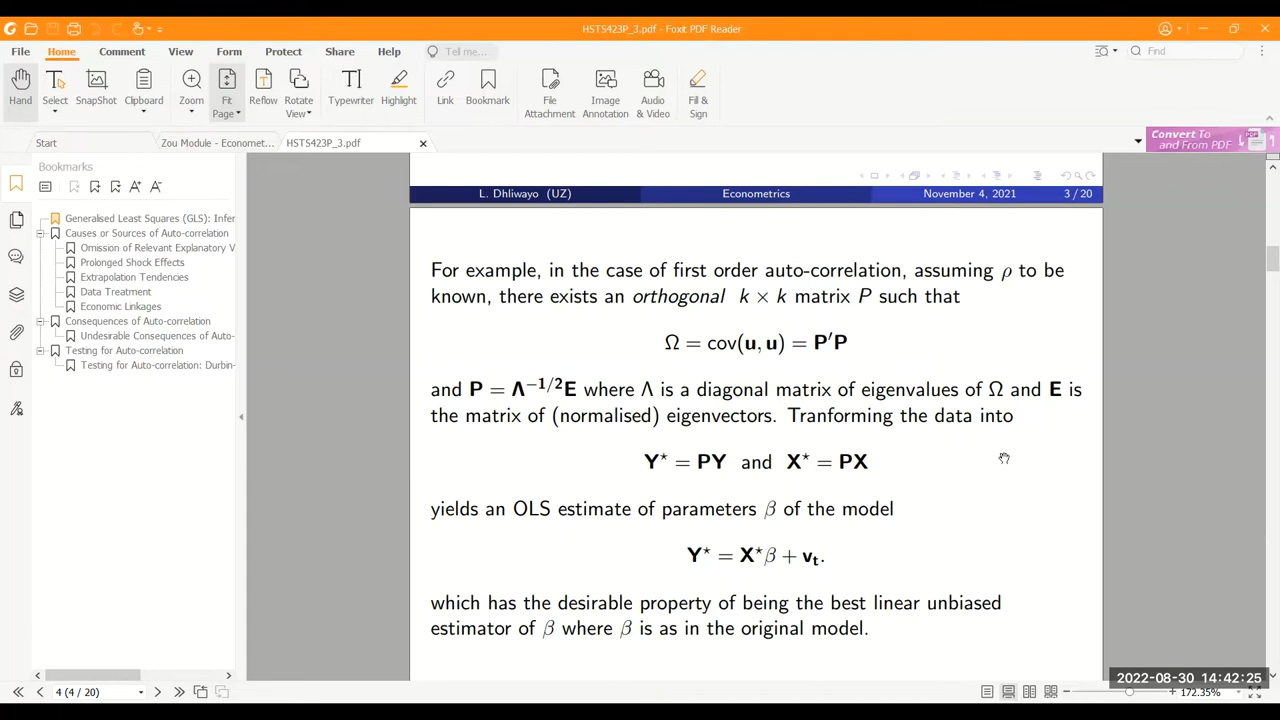 HSTS423P_3.pdf - Foxit PDF Reader
File Home Comment View Form Protect Share Help Tell me... Find
Hand Select SnapShot Clipboard Zoom Fit Page Reflow Rotate View Typewriter Highlight Link Bookmark File Attachment Image Annotation Audio & Video Fill & Sign
Start Zou Module - Economet... HSTS423P_3.pdf
Convert To and From PDF
Bookmarks
Generalised Least Squares (GLS): Infer
Causes or Sources of Auto-correlation
Omission of Relevant Explanatory V
Prolonged Shock Effects
Extrapolation Tendencies
Data Treatment
Economic Linkages
Consequences of Auto-correlation
Undesirable Consequences of Auto-
Testing for Auto-correlation
Testing for Auto-correlation: Durbin-
L. Dhliwayo (UZ) Econometrics November 4, 2021 3 / 20
For example, in the case of first order auto-correlation, assuming ρ to be
known, there exists an orthogonal k × k matrix P such that
Ω = cov(u, u) = P′P
and P = Λ^−1/2E where Λ is a diagonal matrix of eigenvalues of Ω and E is
the matrix of (normalised) eigenvectors. Tranforming the data into
Y⋆ = PY and X⋆ = PX
yields an OLS estimate of parameters β of the model
Y⋆ = X⋆β + vt.
which has the desirable property of being the best linear unbiased
estimator of β where β is as in the original model.
2022-08-30 14:42:25
4 (4 / 20) 172.35%